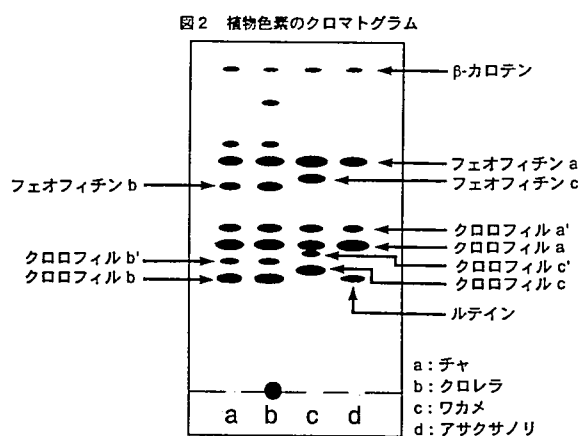 図2 植物色素のクロマトグラム
β-カロテン
フェオフィチン a
フェオフィチン b
フェオフィチン c
クロロフィル a'
クロロフィル a
クロロフィル b'
クロロフィル c'
クロロフィル b
クロロフィル c
ルテイン
a：チャ
b：クロレラ
c：ワカメ
d：アサクサノリ
a b c d